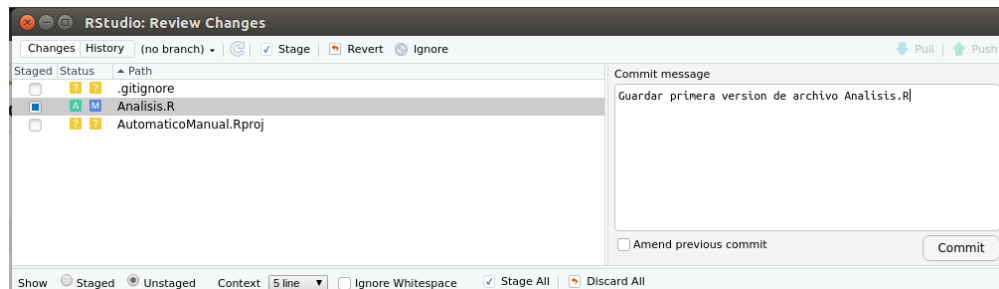 RStudio: Review Changes
Changes History (no branch) Stage Revert Ignore Pull Push
Staged Status Path
? ? .gitignore
A M Analisis.R
? ? AutomaticoManual.Rproj
Commit message
Guardar primera version de archivo Analisis.R
Amend previous commit
Commit
Show Staged Unstaged Context 5 line Ignore Whitespace Stage All Discard All